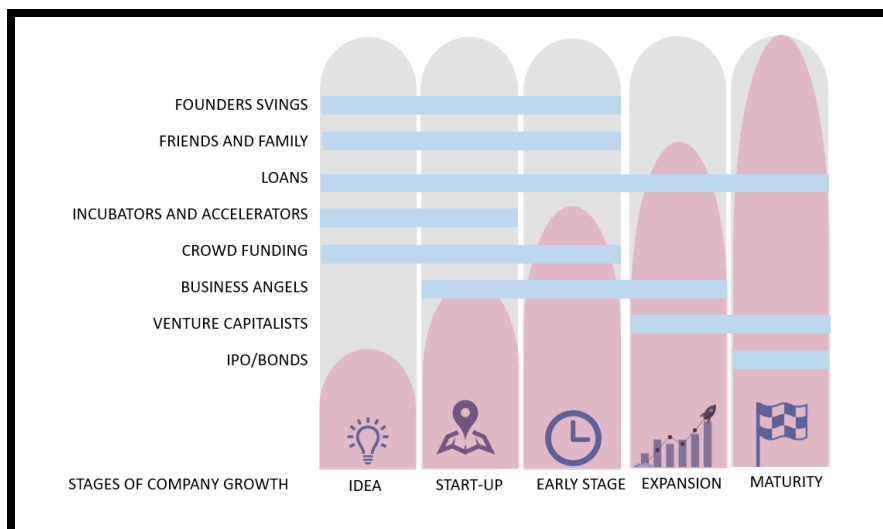 FOUNDERS SVINGS
FRIENDS AND FAMILY
LOANS
INCUBATORS AND ACCELERATORS
CROWD FUNDING
BUSINESS ANGELS
VENTURE CAPITALISTS
IPO/BONDS
STAGES OF COMPANY GROWTH IDEA START-UP EARLY STAGE EXPANSION MATURITY